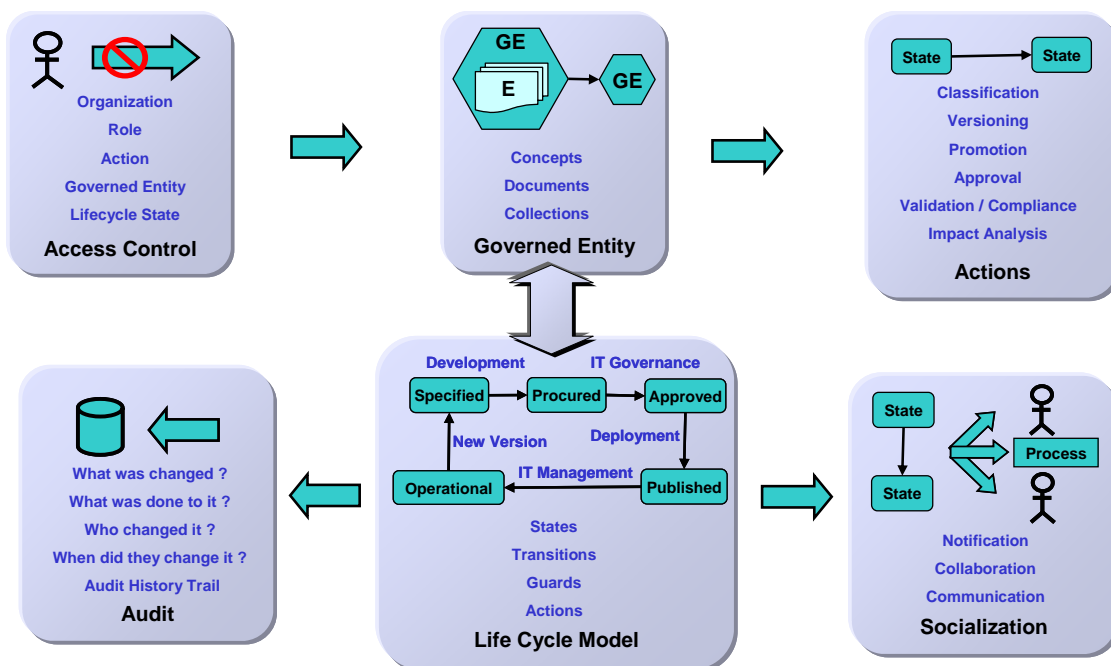 Organization
Role
Action
Governed Entity
Lifecycle State
Access Control
GE
E
GE
Concepts
Documents
Collections
Governed Entity
State
State
Classification
Versioning
Promotion
Approval
Validation / Compliance
Impact Analysis
Actions
What was changed ?
What was done to it ?
Who changed it ?
When did they change it ?
Audit History Trail
Audit
Development
IT Governance
Specified
Procured
Approved
New Version
Deployment
IT Management
Operational
Published
States
Transitions
Guards
Actions
Life Cycle Model
State
Process
State
Notification
Collaboration
Communication
Socialization